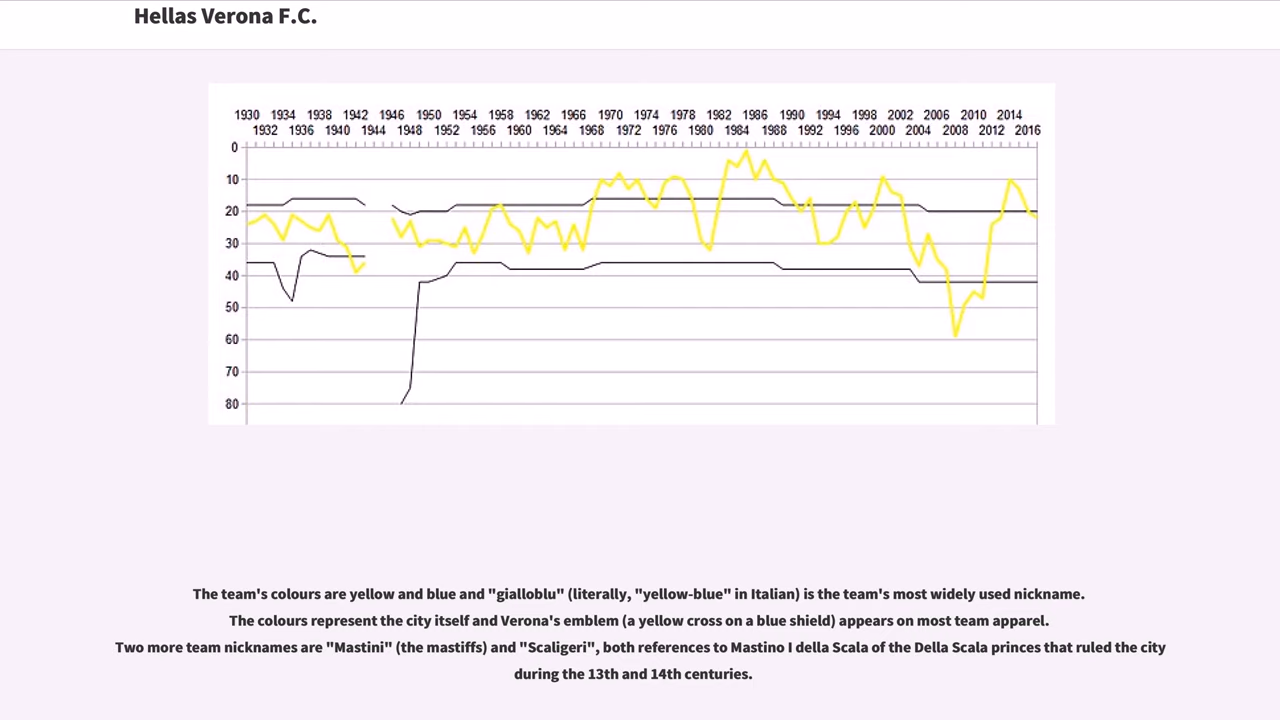 Hellas Verona F.C.
1930 1934 1938 1942 1946 1950 1954 1958 1962 1966 1970 1974 1978 1982 1986 1990 1994 1998 2002 2006 2010 2014
1932 1936 1940 1944 1948 1952 1956 1960 1964 1968 1972 1976 1980 1984 1988 1992 1996 2000 2004 2008 2012 2016
0
10
20
30
40
50
60
70
80
The team's colours are yellow and blue and "gialloblu" (literally, "yellow-blue" in Italian) is the team's most widely used nickname.
The colours represent the city itself and Verona's emblem (a yellow cross on a blue shield) appears on most team apparel.
Two more team nicknames are "Mastini" (the mastiffs) and "Scaligeri", both references to Mastino I della Scala of the Della Scala princes that ruled the city
during the 13th and 14th centuries.